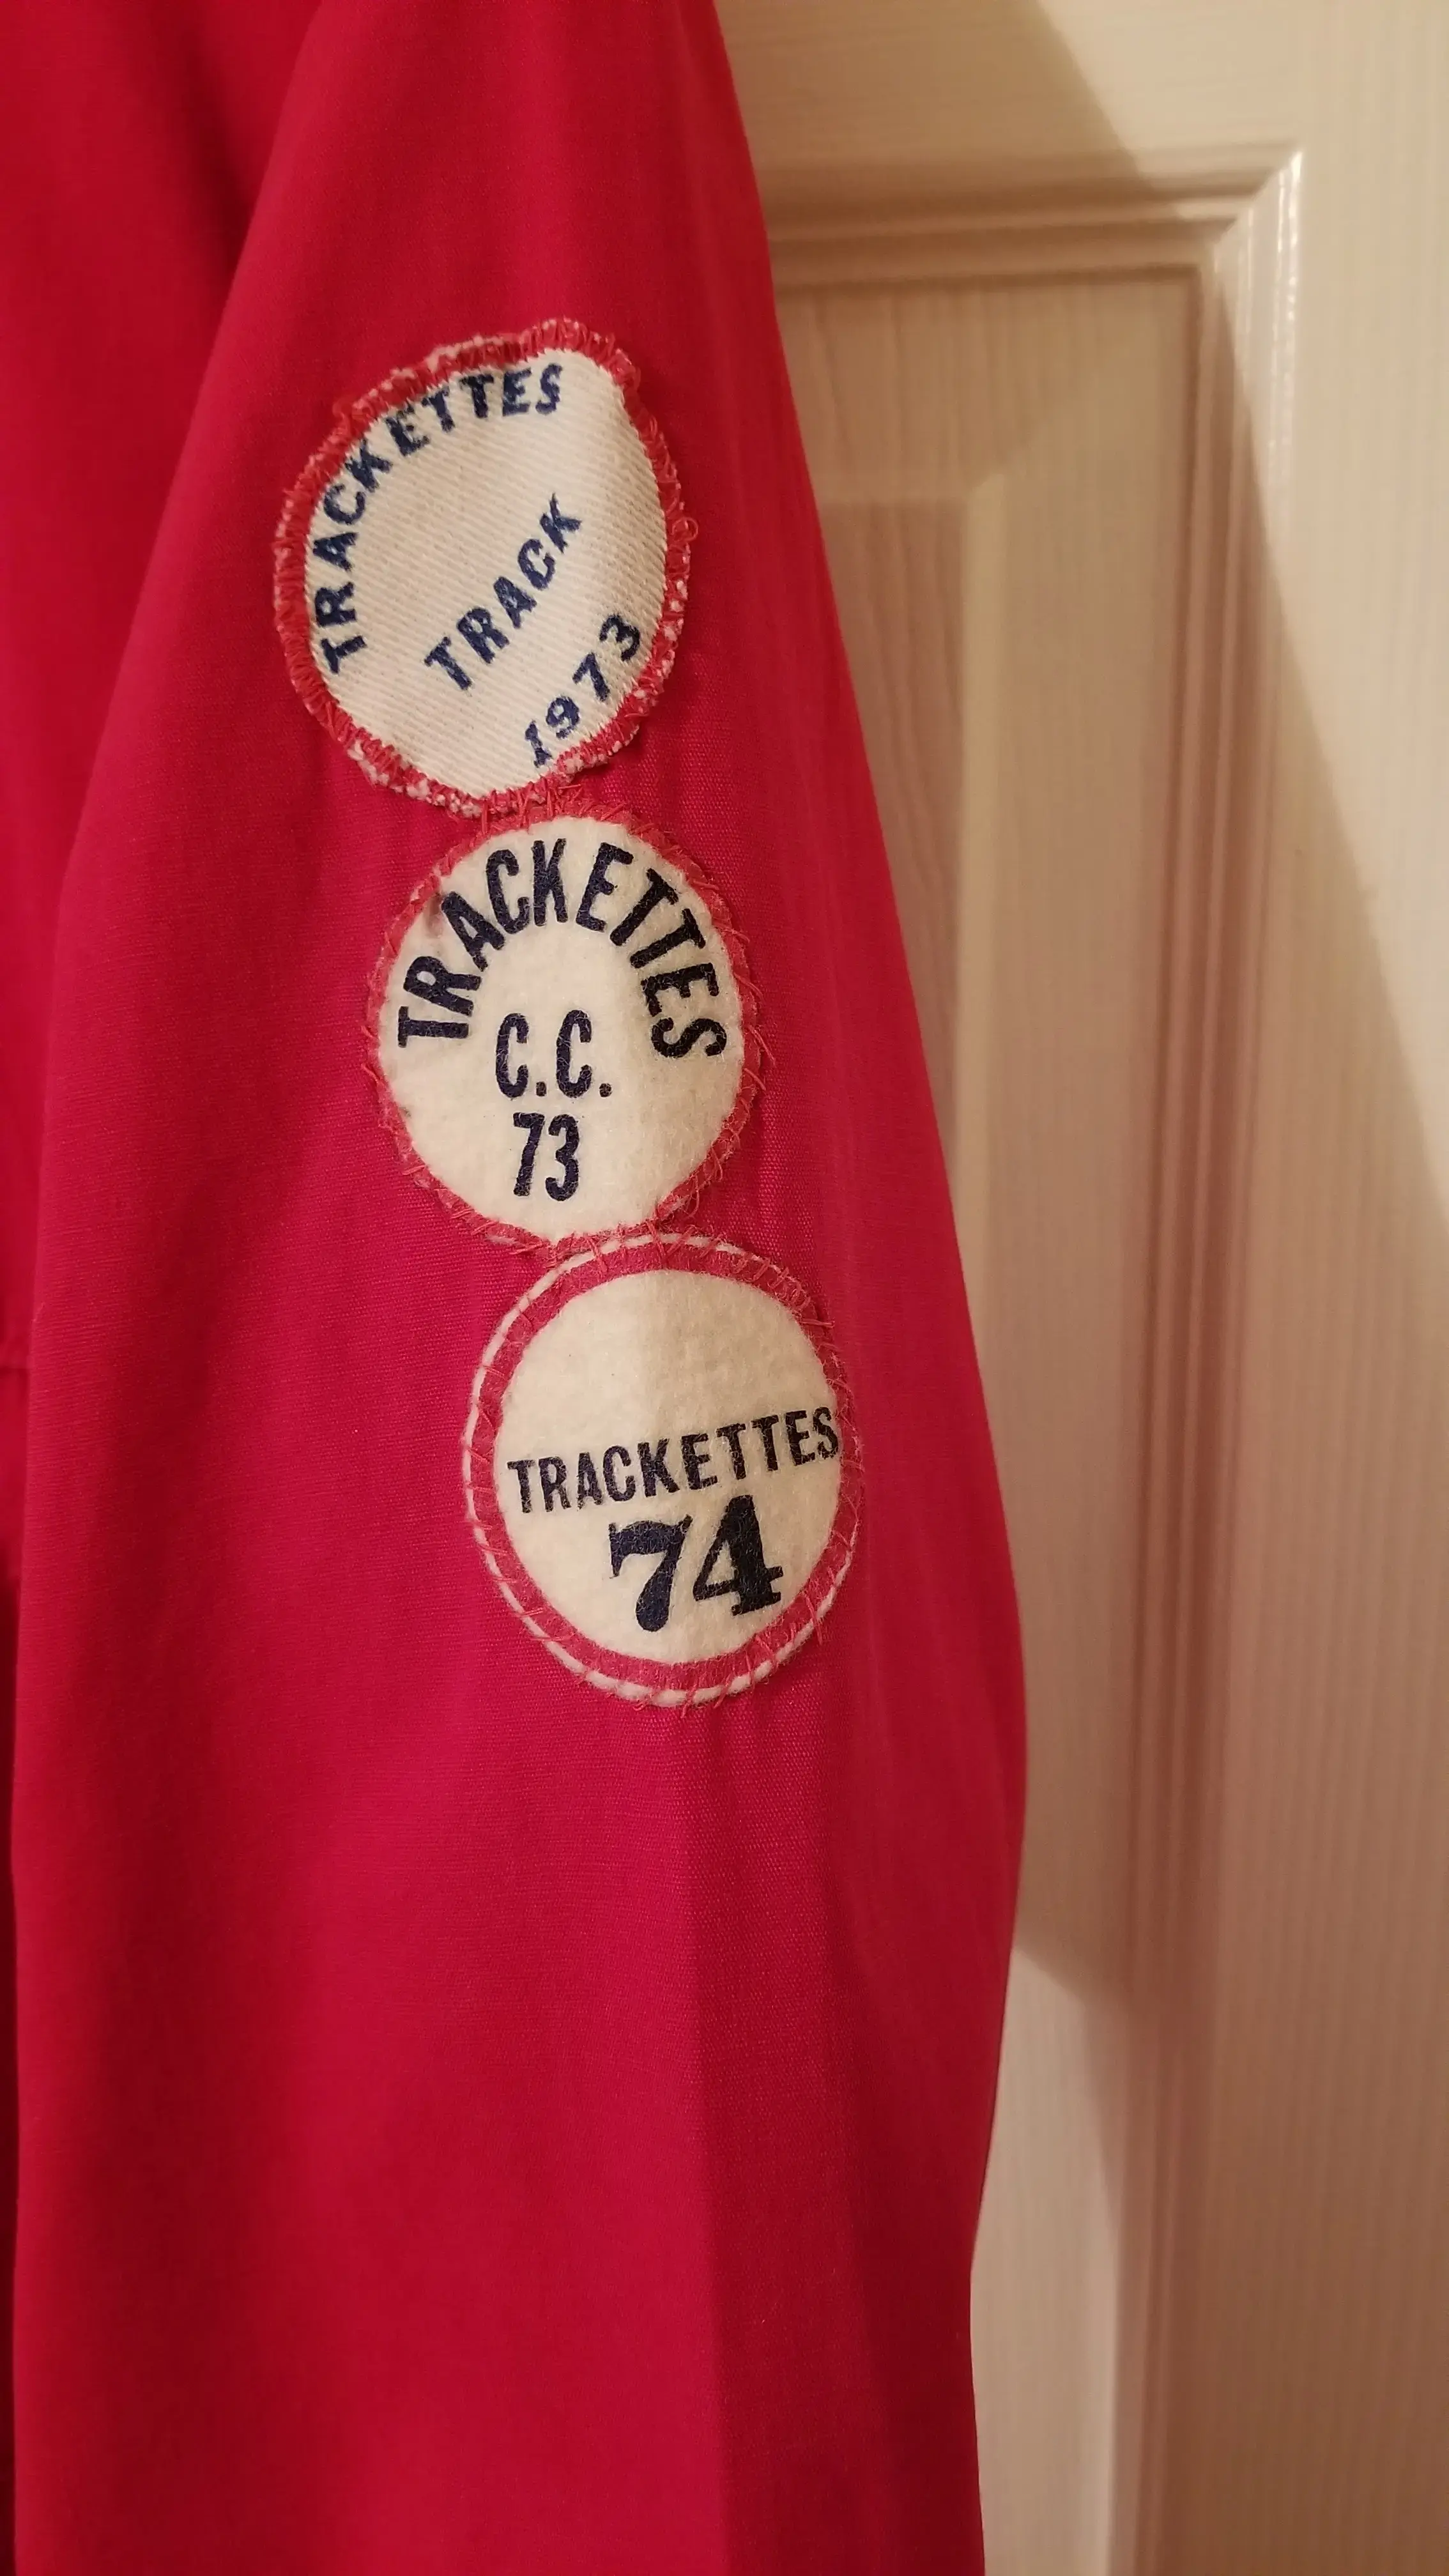 TRACKETTES
TRACK
1973
TRACKETTES
C.C.
73
TRACKETTES
74